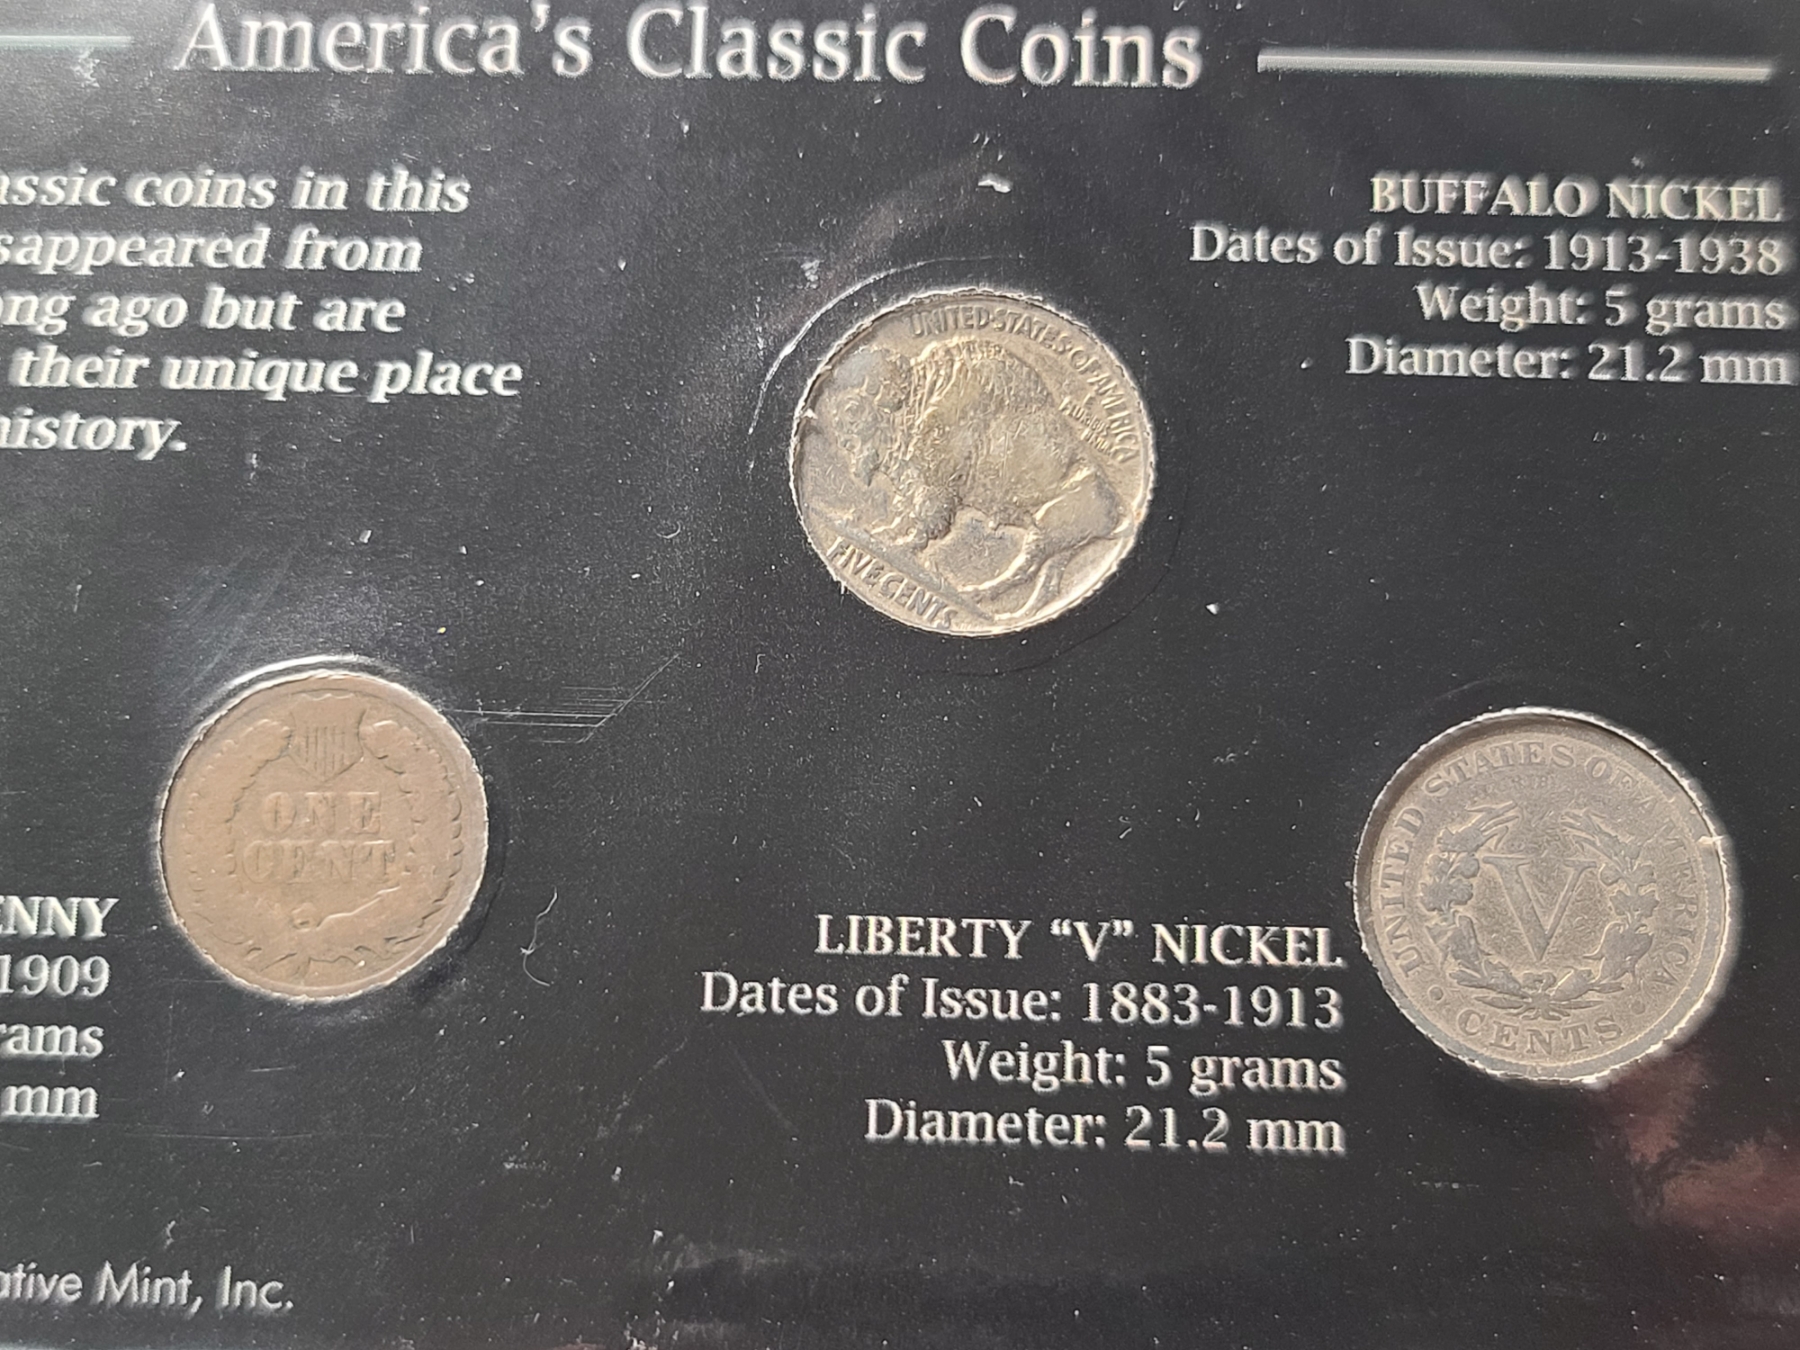 America's Classic Coins
assic coins in this
sappeared from
ong ago but are
their unique place
history.
BUFFALO NICKEL
Dates of Issue: 1913-1938
Weight: 5 grams
Diameter: 21.2 mm
UNITED STATES OF AMERICA
E PLURIBUS UNUM
FIVE CENTS
ONE
CENT
ENNY
1909
rams
mm
LIBERTY "V" NICKEL
Dates of Issue: 1883-1913
Weight: 5 grams
Diameter: 21.2 mm
UNITED STATES OF AMERICA
V
CENTS
ative Mint, Inc.